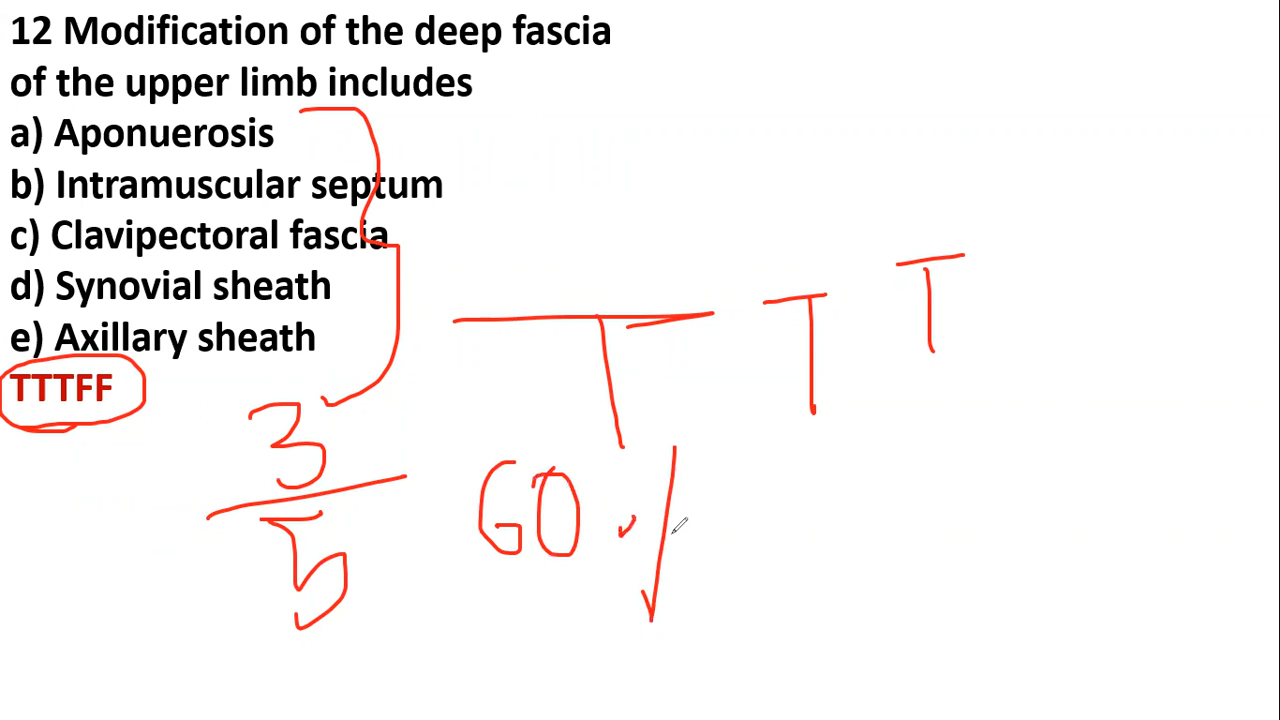 12 Modification of the deep fascia
of the upper limb includes
a) Aponuerosis
b) Intramuscular septum
c) Clavipectoral fascia
d) Synovial sheath
e) Axillary sheath
TTTFF
T T T
3
5
60 %